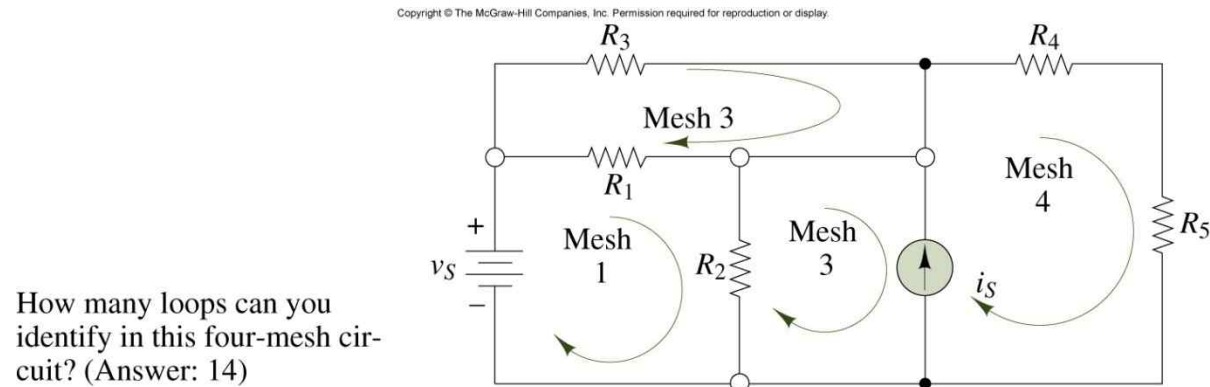 Copyright © The McGraw-Hill Companies, Inc. Permission required for reproduction or display.
R3
R4
Mesh 3
R1
Mesh
4
+
Mesh
1
Mesh
3
R2
R5
vS
iS
–
How many loops can you
identify in this four-mesh cir-
cuit? (Answer: 14)